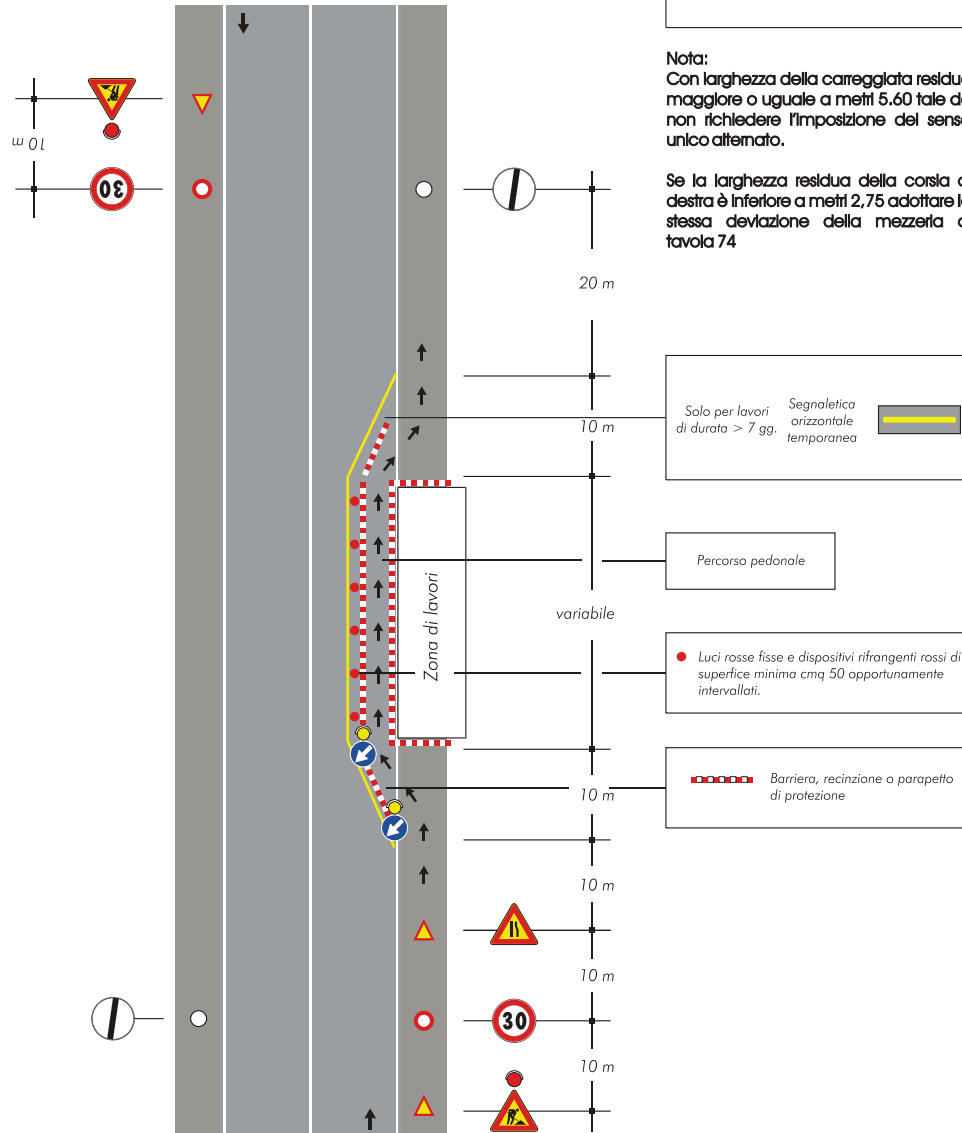 Nota:
Con larghezza della carreggiata residua
maggiore o uguale a metri 5.60 tale da
non richiedere l'imposizione del senso
unico alternato.
Se la larghezza residua della corsia d
destra è inferiore a metri 2,75 adottare la
stessa deviazione della mezzeria d
tavola 74
10 m
30
20 m
10 m
Solo per lavori
di durata > 7 gg.
Segnaletica
orizzontale
temporanea
Percorso pedonale
Zona di lavori
variabile
Luci rosse fisse e dispositivi rifrangenti rossi di
superfice minima cmq 50 opportunamente
intervallati.
Barriera, recinzione o parapetto
di protezione
10 m
10 m
10 m
30
10 m